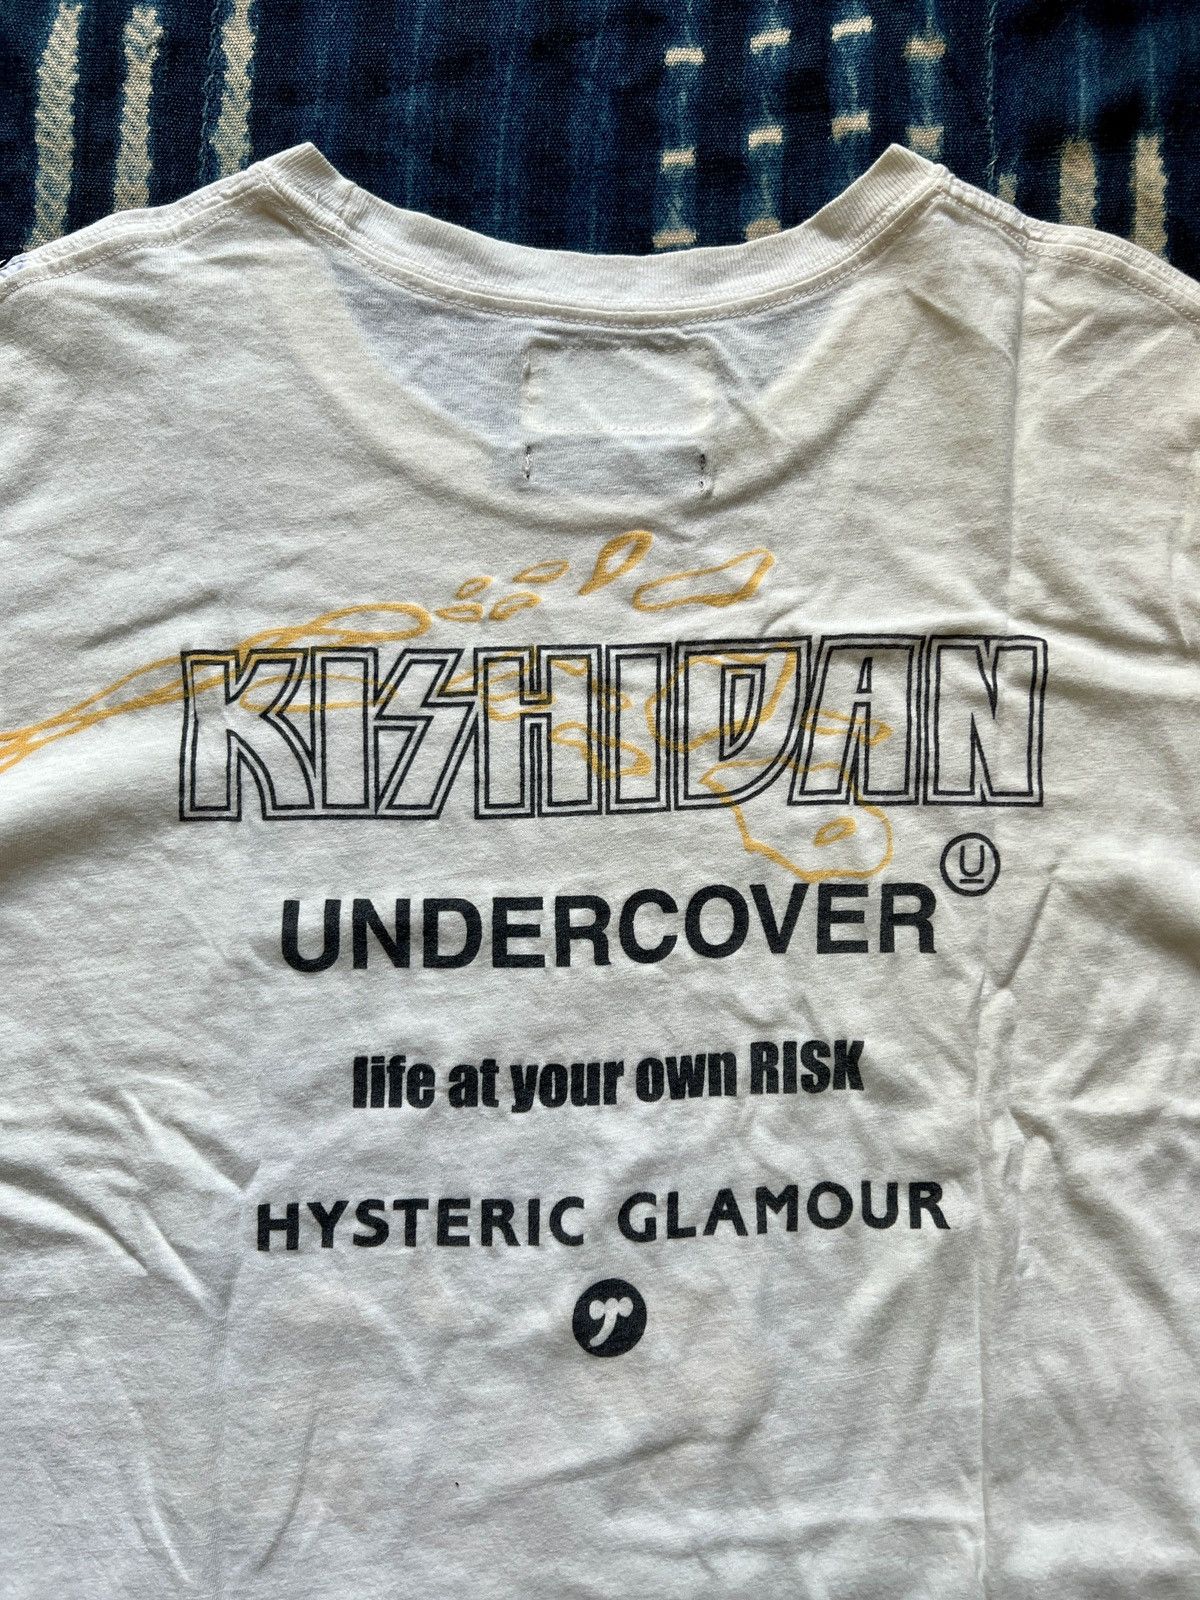 KISHIDAN
UNDERCOVER U
life at your own RISK
HYSTERIC GLAMOUR